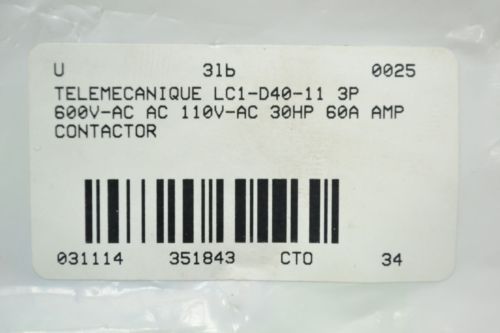 U 3lb 0025
TELEMECANIQUE LC1-D40-11 3P
600V-AC AC 110V-AC 30HP 60A AMP
CONTACTOR
031114 351843 CTO 34